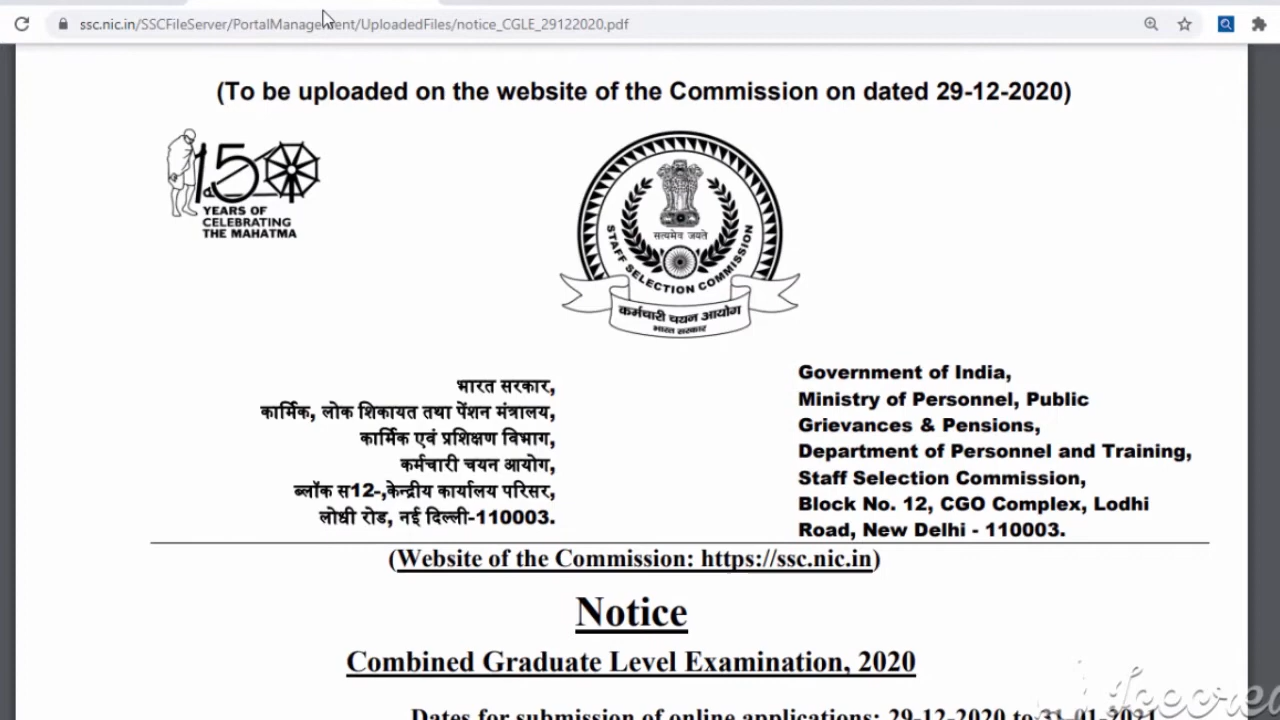 ssc.nic.in/SSCFileServer/PortalManagement/UploadedFiles/notice_CGLE_29122020.pdf
(To be uploaded on the website of the Commission on dated 29-12-2020)
150
YEARS OF
CELEBRATING
THE MAHATMA
सत्यमेव जयते
STAFF SELECTION COMMISSION
कर्मचारी चयन आयोग
भारत सरकार
भारत सरकार,
कार्मिक, लोक शिकायत तथा पेंशन मंत्रालय,
कार्मिक एवं प्रशिक्षण विभाग,
कर्मचारी चयन आयोग,
ब्लॉक स12-,केन्द्रीय कार्यालय परिसर,
लोधी रोड, नई दिल्ली-110003.
Government of India,
Ministry of Personnel, Public
Grievances & Pensions,
Department of Personnel and Training,
Staff Selection Commission,
Block No. 12, CGO Complex, Lodhi
Road, New Delhi - 110003.
(Website of the Commission: https://ssc.nic.in)
Notice
Combined Graduate Level Examination, 2020
Dates for submission of online applications: 29-12-2020 to 31-01-2021